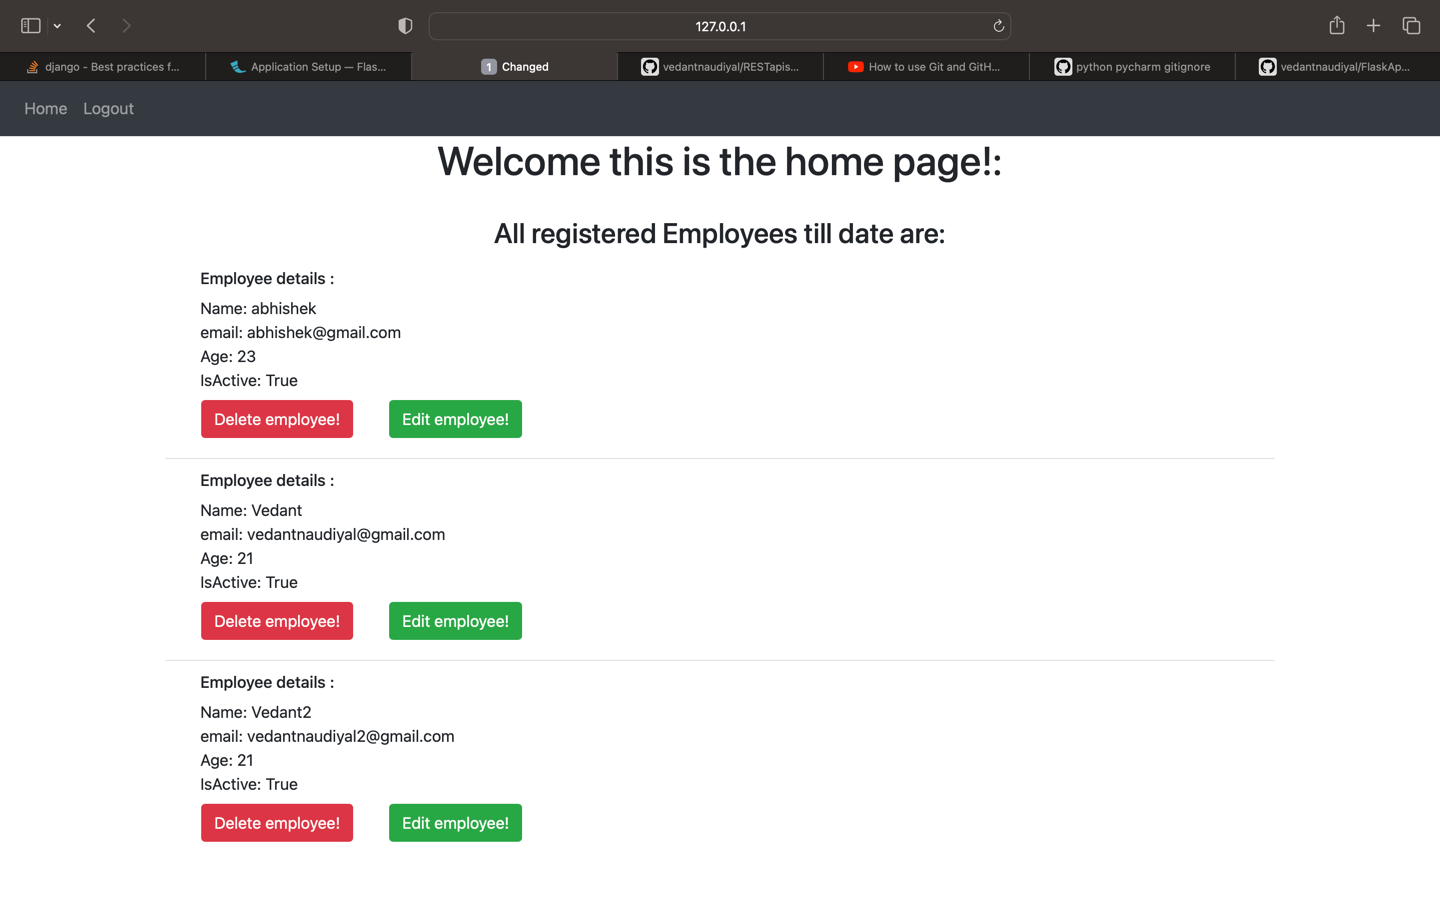 127.0.0.1
django - Best practices f...
Application Setup — Flas...
1 Changed
vedantnaudiyal/RESTapis...
How to use Git and GitH...
python pycharm gitignore
vedantnaudiyal/FlaskAp...
Home Logout
Welcome this is the home page!:
All registered Employees till date are:
Employee details :
Name: abhishek
email: abhishek@gmail.com
Age: 23
IsActive: True
Delete employee! Edit employee!
Employee details :
Name: Vedant
email: vedantnaudiyal@gmail.com
Age: 21
IsActive: True
Delete employee! Edit employee!
Employee details :
Name: Vedant2
email: vedantnaudiyal2@gmail.com
Age: 21
IsActive: True
Delete employee! Edit employee!